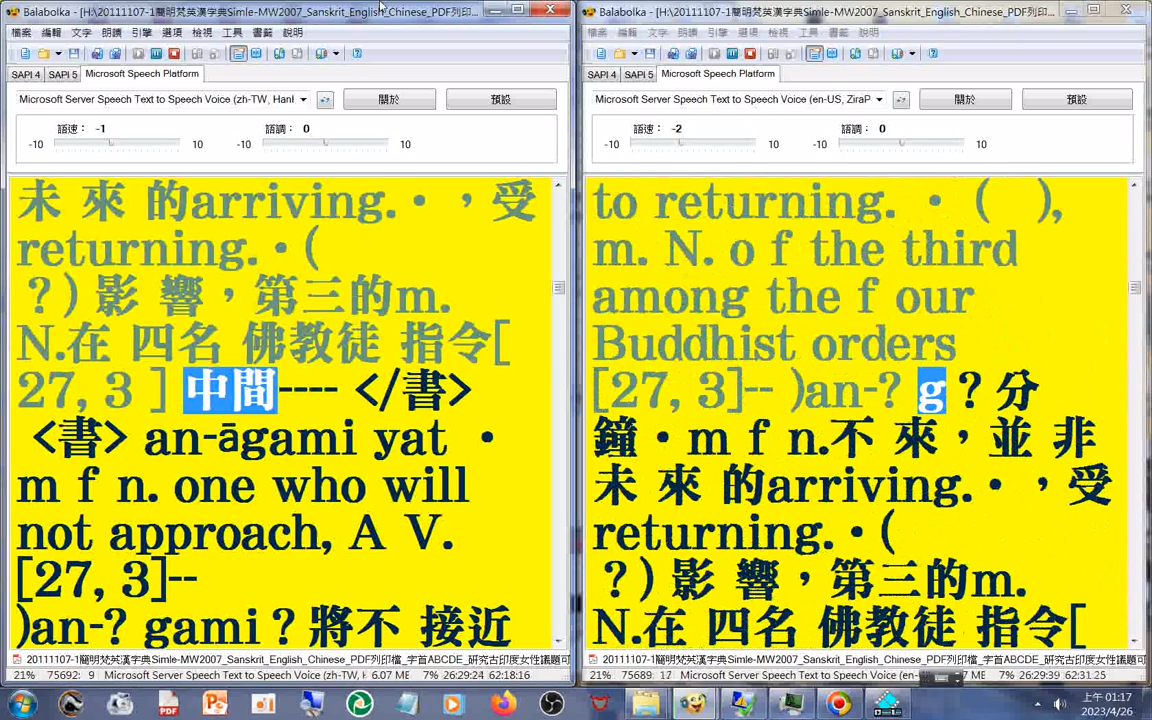 Balabolka - [H:\20111107-1簡明梵英漢字典Simle-MW2007_Sanskrit_English_Chinese_PDF列印...
檔案 編輯 文字 朗讀 引擎 選項 檢視 工具 書籤 說明
SAPI 4 SAPI 5 Microsoft Speech Platform
Microsoft Server Speech Text to Speech Voice (zh-TW, HanI
關於
預設
語速： -1
語調： 0
-10 10 -10 10
未 來 的arriving.‧，受
returning.‧(
?) 影 響，第三的m.
N.在 四名 佛教徒 指令[
27, 3 ] 中間---- </書>
<書> an-āgami yat ‧
m f n. one who will
not approach, A V.
[27, 3]--
)an-? gami？將不 接近
20111107-1簡明梵英漢字典Simle-MW2007_Sanskrit_English_Chinese_PDF列印檔_字首ABCDE_研究古印度女性議題可
21% 75692: 9 Microsoft Server Speech Text to Speech Voice (zh-TW, H 6.07 ME 7% 26:29:24 62:18:16
Balabolka - [H:\20111107-1簡明梵英漢字典Simle-MW2007_Sanskrit_English_Chinese_PDF列印...
檔案 編輯 文字 朗讀 引擎 選項 檢視 工具 書籤 說明
SAPI 4 SAPI 5 Microsoft Speech Platform
Microsoft Server Speech Text to Speech Voice (en-US, ZiraP
關於
預設
語速： -2
語調： 0
-10 10 -10 10
to returning. ‧ ( ),
m. N. o f the third
among the f our
Buddhist orders
[27, 3]-- )an-? g？分
鐘‧m f n.不 來，並 非
未 來 的arriving.‧，受
returning.‧(
?) 影 響，第三的m.
N.在 四名 佛教徒 指令[
20111107-1簡明梵英漢字典Simle-MW2007_Sanskrit_English_Chinese_PDF列印檔_字首ABCDE_研究古印度女性議題可
21% 75689: 17 Microsoft Server Speech Text to Speech Voice ME 7% 26:29:39 62:31:25
上午 01:17
2023/4/26